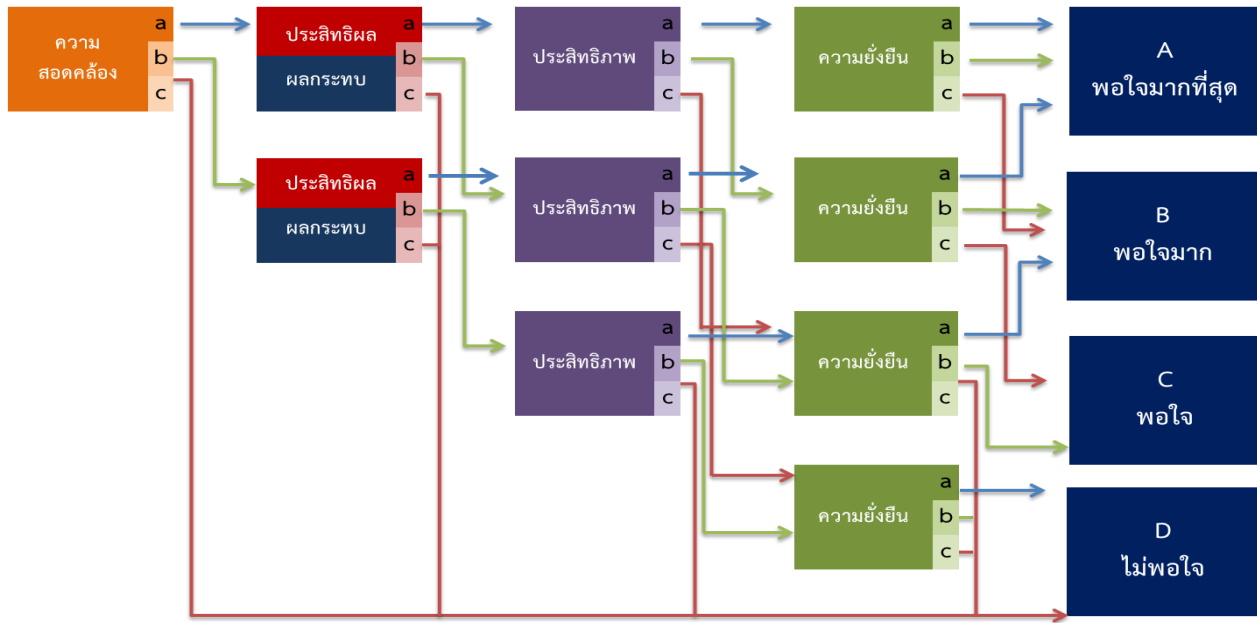 ความ
สอดคล้อง
a
b
c
ประสิทธิผล
ผลกระทบ
a
b
c
ประสิทธิภาพ
a
b
c
ความยั่งยืน
a
b
c
A
พอใจมากที่สุด
ประสิทธิผล
ผลกระทบ
a
b
c
ประสิทธิภาพ
a
b
c
ความยั่งยืน
a
b
c
B
พอใจมาก
ประสิทธิภาพ
a
b
c
ความยั่งยืน
a
b
c
C
พอใจ
ความยั่งยืน
a
b
c
D
ไม่พอใจ